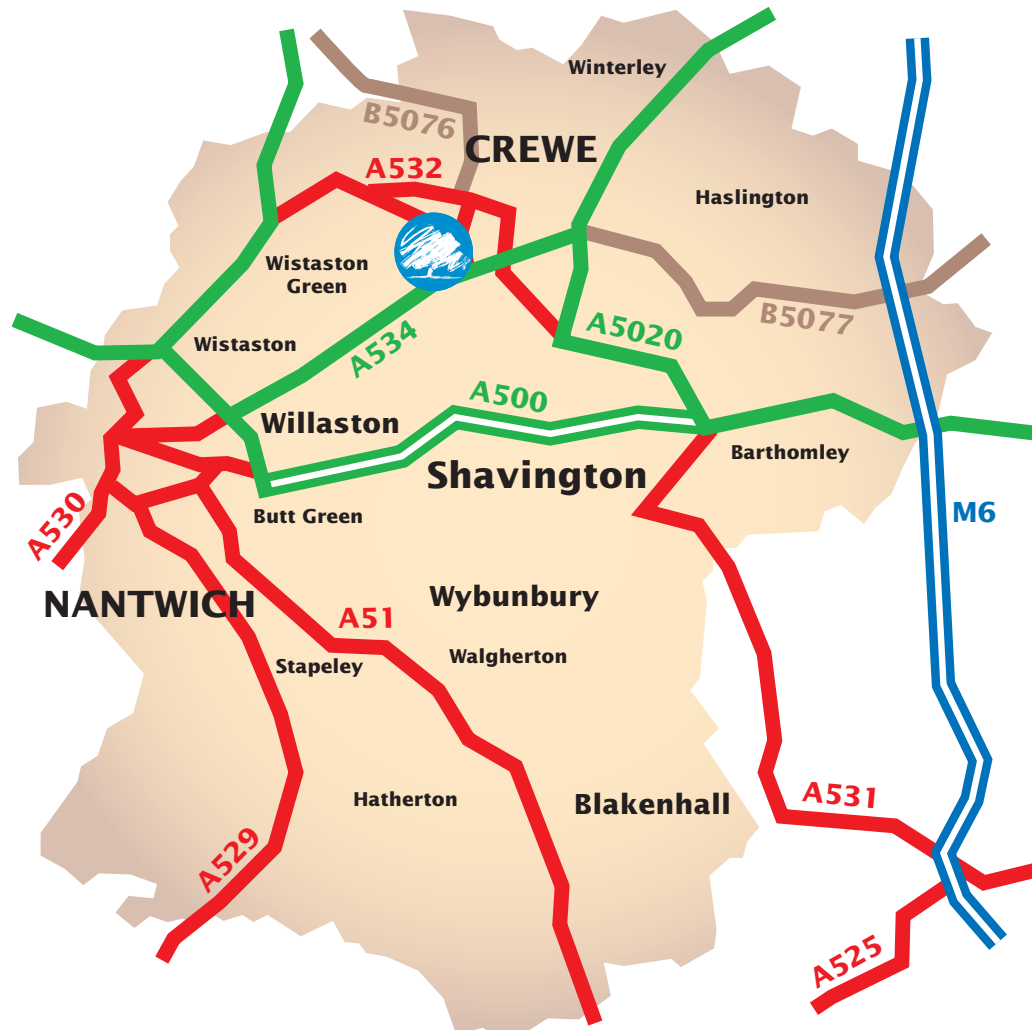 Winterley
B5076
CREWE
A532
Haslington
Wistaston
Green
B5077
A5020
Wistaston
A534
A500
Willaston
Barthomley
Shavington
M6
Butt Green
A530
NANTWICH
Wybunbury
A51
Walgherton
Stapeley
A531
Hatherton
Blakenhall
A529
A525